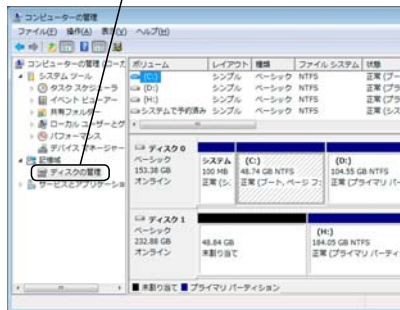 コンピューターの管理
ファイル(F) 操作(A) 表示(V) ヘルプ(H)
コンピューターの管理 (ローカ
システム ツール
タスク スケジューラ
イベント ビューアー
共有フォルダー
ローカル ユーザーとグ
パフォーマンス
デバイス マネージャー
記憶域
ディスクの管理
サービスとアプリケーショ
ボリューム レイアウト 種類 ファイル システム 状態
(C:) シンプル ベーシック NTFS 正常 (ブー
(D:) シンプル ベーシック NTFS 正常 (プラ
(H:) シンプル ベーシック NTFS 正常 (プラ
システムで予約済み シンプル ベーシック NTFS 正常 (シス
ディスク 0
ベーシック
153.38 GB
オンライン
システム
100 MB
正常 (シ
(C:)
48.74 GB NTFS
正常 (ブート, ページ フ
(D:)
104.55 GB
正常 (プライマリ パ
ディスク 1
ベーシック
232.88 GB
オンライン
48.84 GB
未割り当て
(H:)
184.05 GB NTFS
正常 (プライマリ パーティ
未割り当て プライマリ パーティション